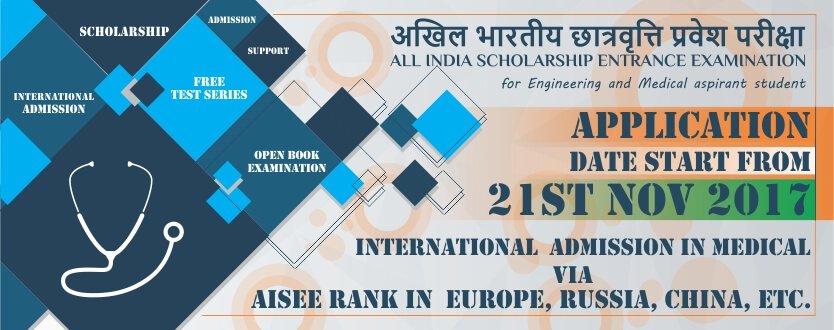 SCHOLARSHIP
ADMISSION
SUPPORT
INTERNATIONAL
ADMISSION
FREE
TEST SERIES
OPEN BOOK
EXAMINATION
अखिल भारतीय छात्रवृत्ति प्रवेश परीक्षा
ALL INDIA SCHOLARSHIP ENTRANCE EXAMINATION
for Engineering and Medical aspirant student
APPLICATION
DATE START FROM
21ST NOV 2017
INTERNATIONAL ADMISSION IN MEDICAL
VIA
AISEE RANK IN EUROPE, RUSSIA, CHINA, ETC.